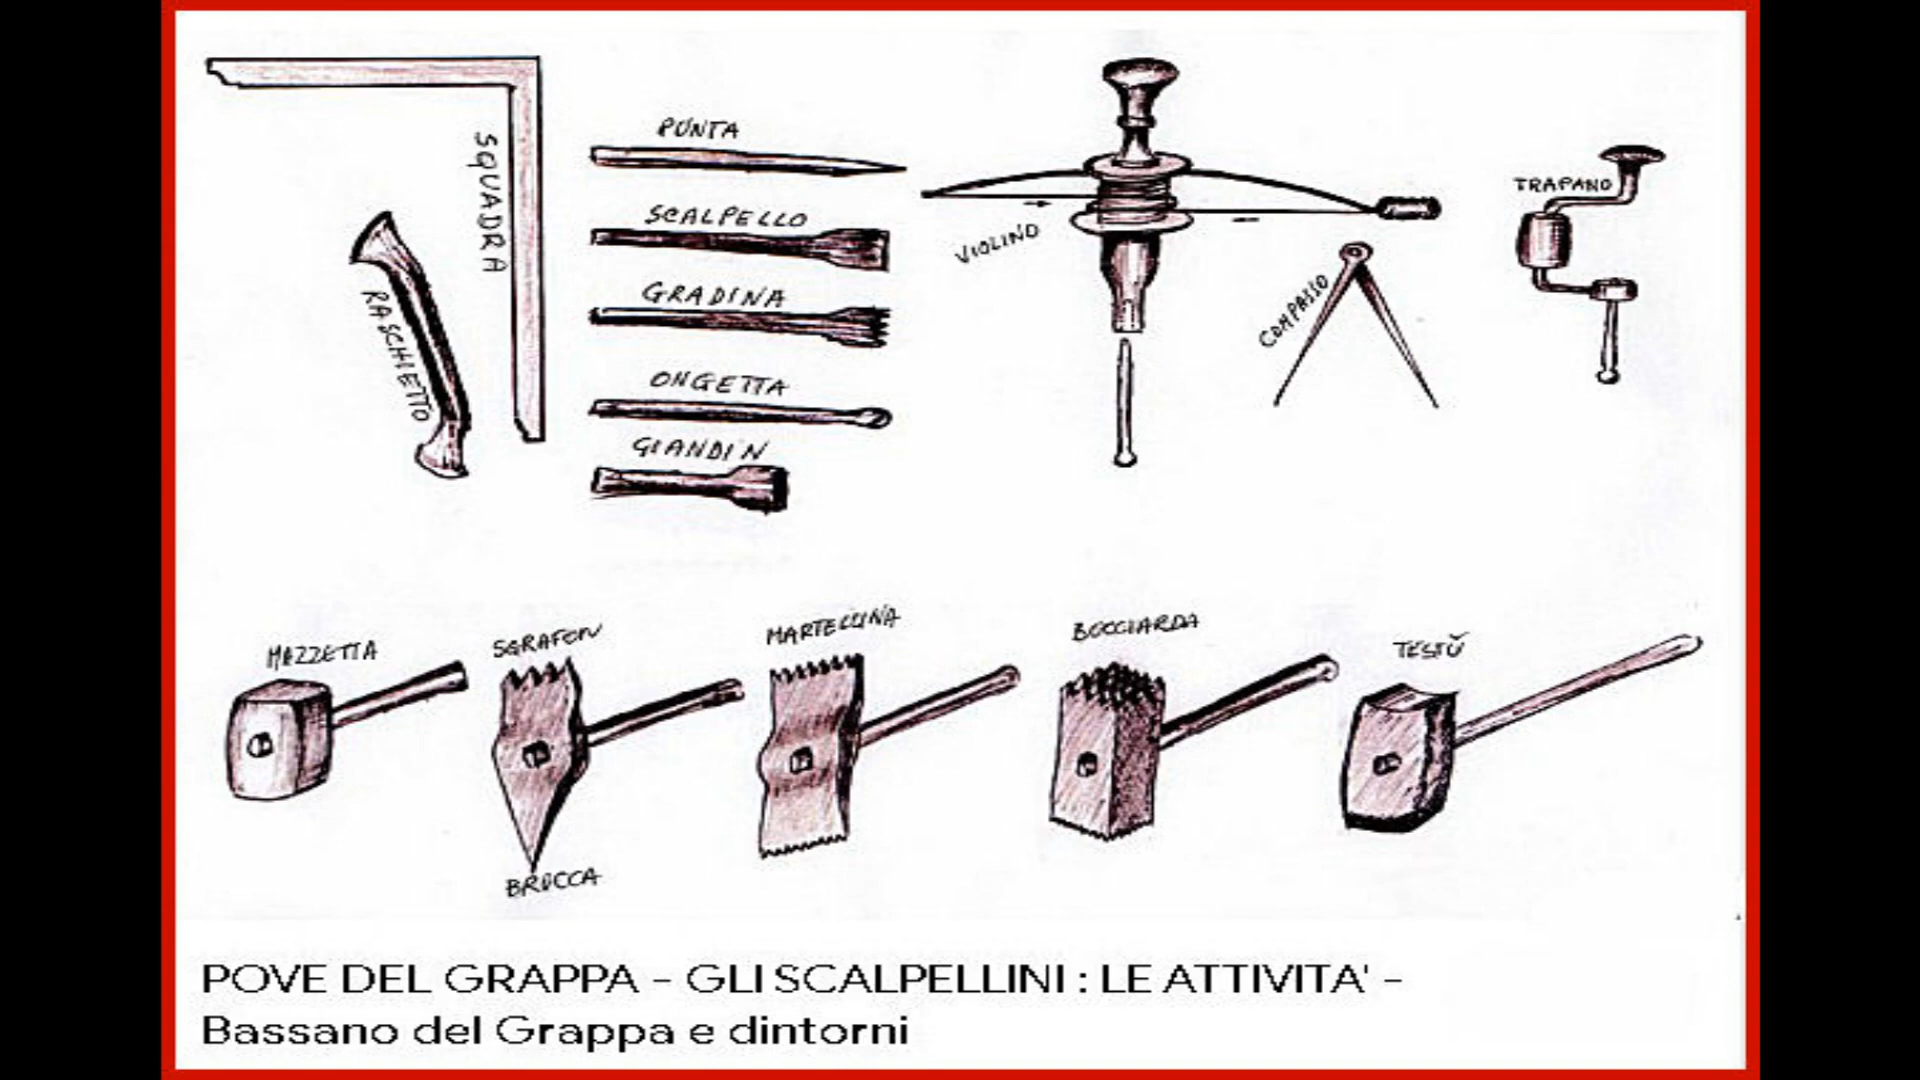 SQUADRA
RASCHIETTO
PUNTA
SCALPELLO
GRADINA
ONGETTA
GIANDIN
VIOLINO
COMPASSO
TRAPANO
MAZZETTA
SGRAFON
BROCCA
MARTELLINA
BOCCIARDA
TESTŬ
POVE DEL GRAPPA – GLI SCALPELLINI : LE ATTIVITA' –
Bassano del Grappa e dintorni